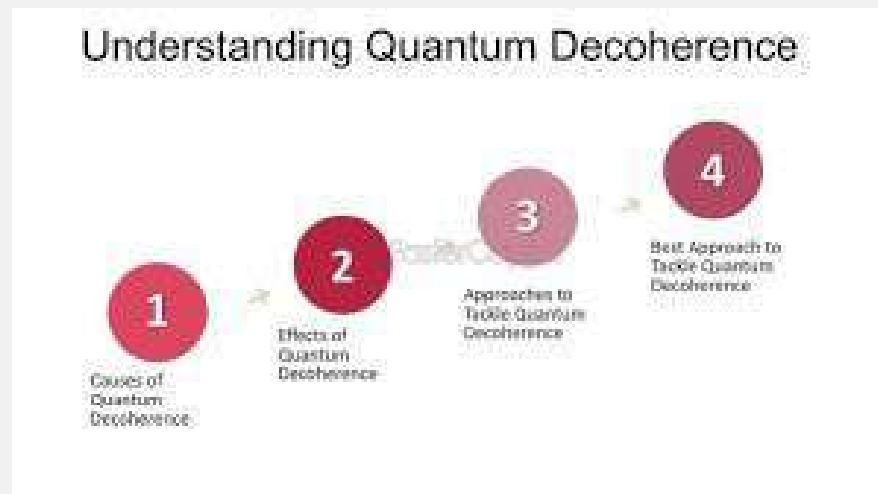 Understanding Quantum Decoherence
1
Causes of
Quantum
Decoherence
2
Effects of
Quantum
Decoherence
3
Approaches to
Tackle Quantum
Decoherence
4
Best Approach to
Tackle Quantum
Decoherence